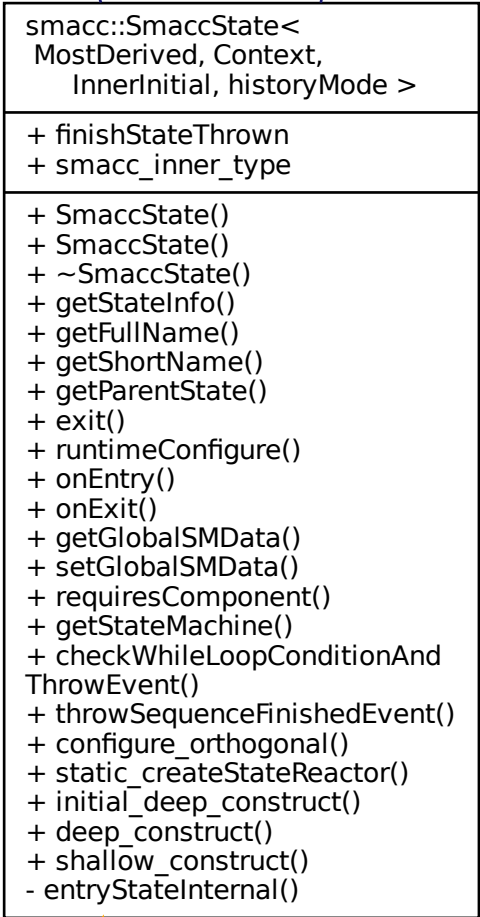 smacc::SmaccState<
MostDerived, Context,
InnerInitial, historyMode >
+ finishStateThrown
+ smacc_inner_type
+ SmaccState()
+ SmaccState()
+ ~SmaccState()
+ getStateInfo()
+ getFullName()
+ getShortName()
+ getParentState()
+ exit()
+ runtimeConfigure()
+ onEntry()
+ onExit()
+ getGlobalSMData()
+ setGlobalSMData()
+ requiresComponent()
+ getStateMachine()
+ checkWhileLoopConditionAnd
ThrowEvent()
+ throwSequenceFinishedEvent()
+ configure_orthogonal()
+ static_createStateReactor()
+ initial_deep_construct()
+ deep_construct()
+ shallow_construct()
- entryStateInternal()